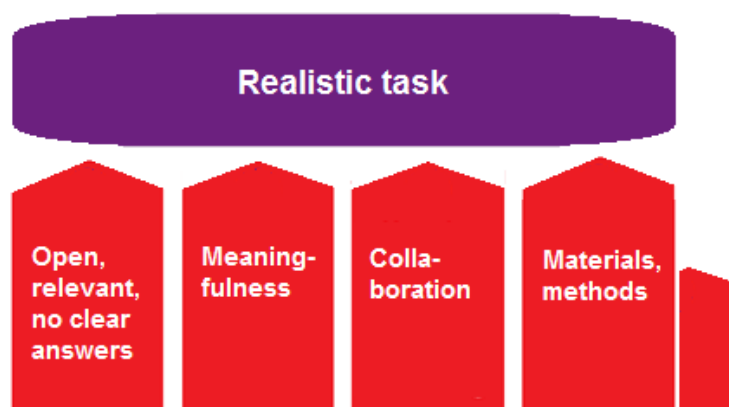 Realistic task
Open,
relevant,
no clear
answers
Meaning-
fulness
Colla-
boration
Materials,
methods